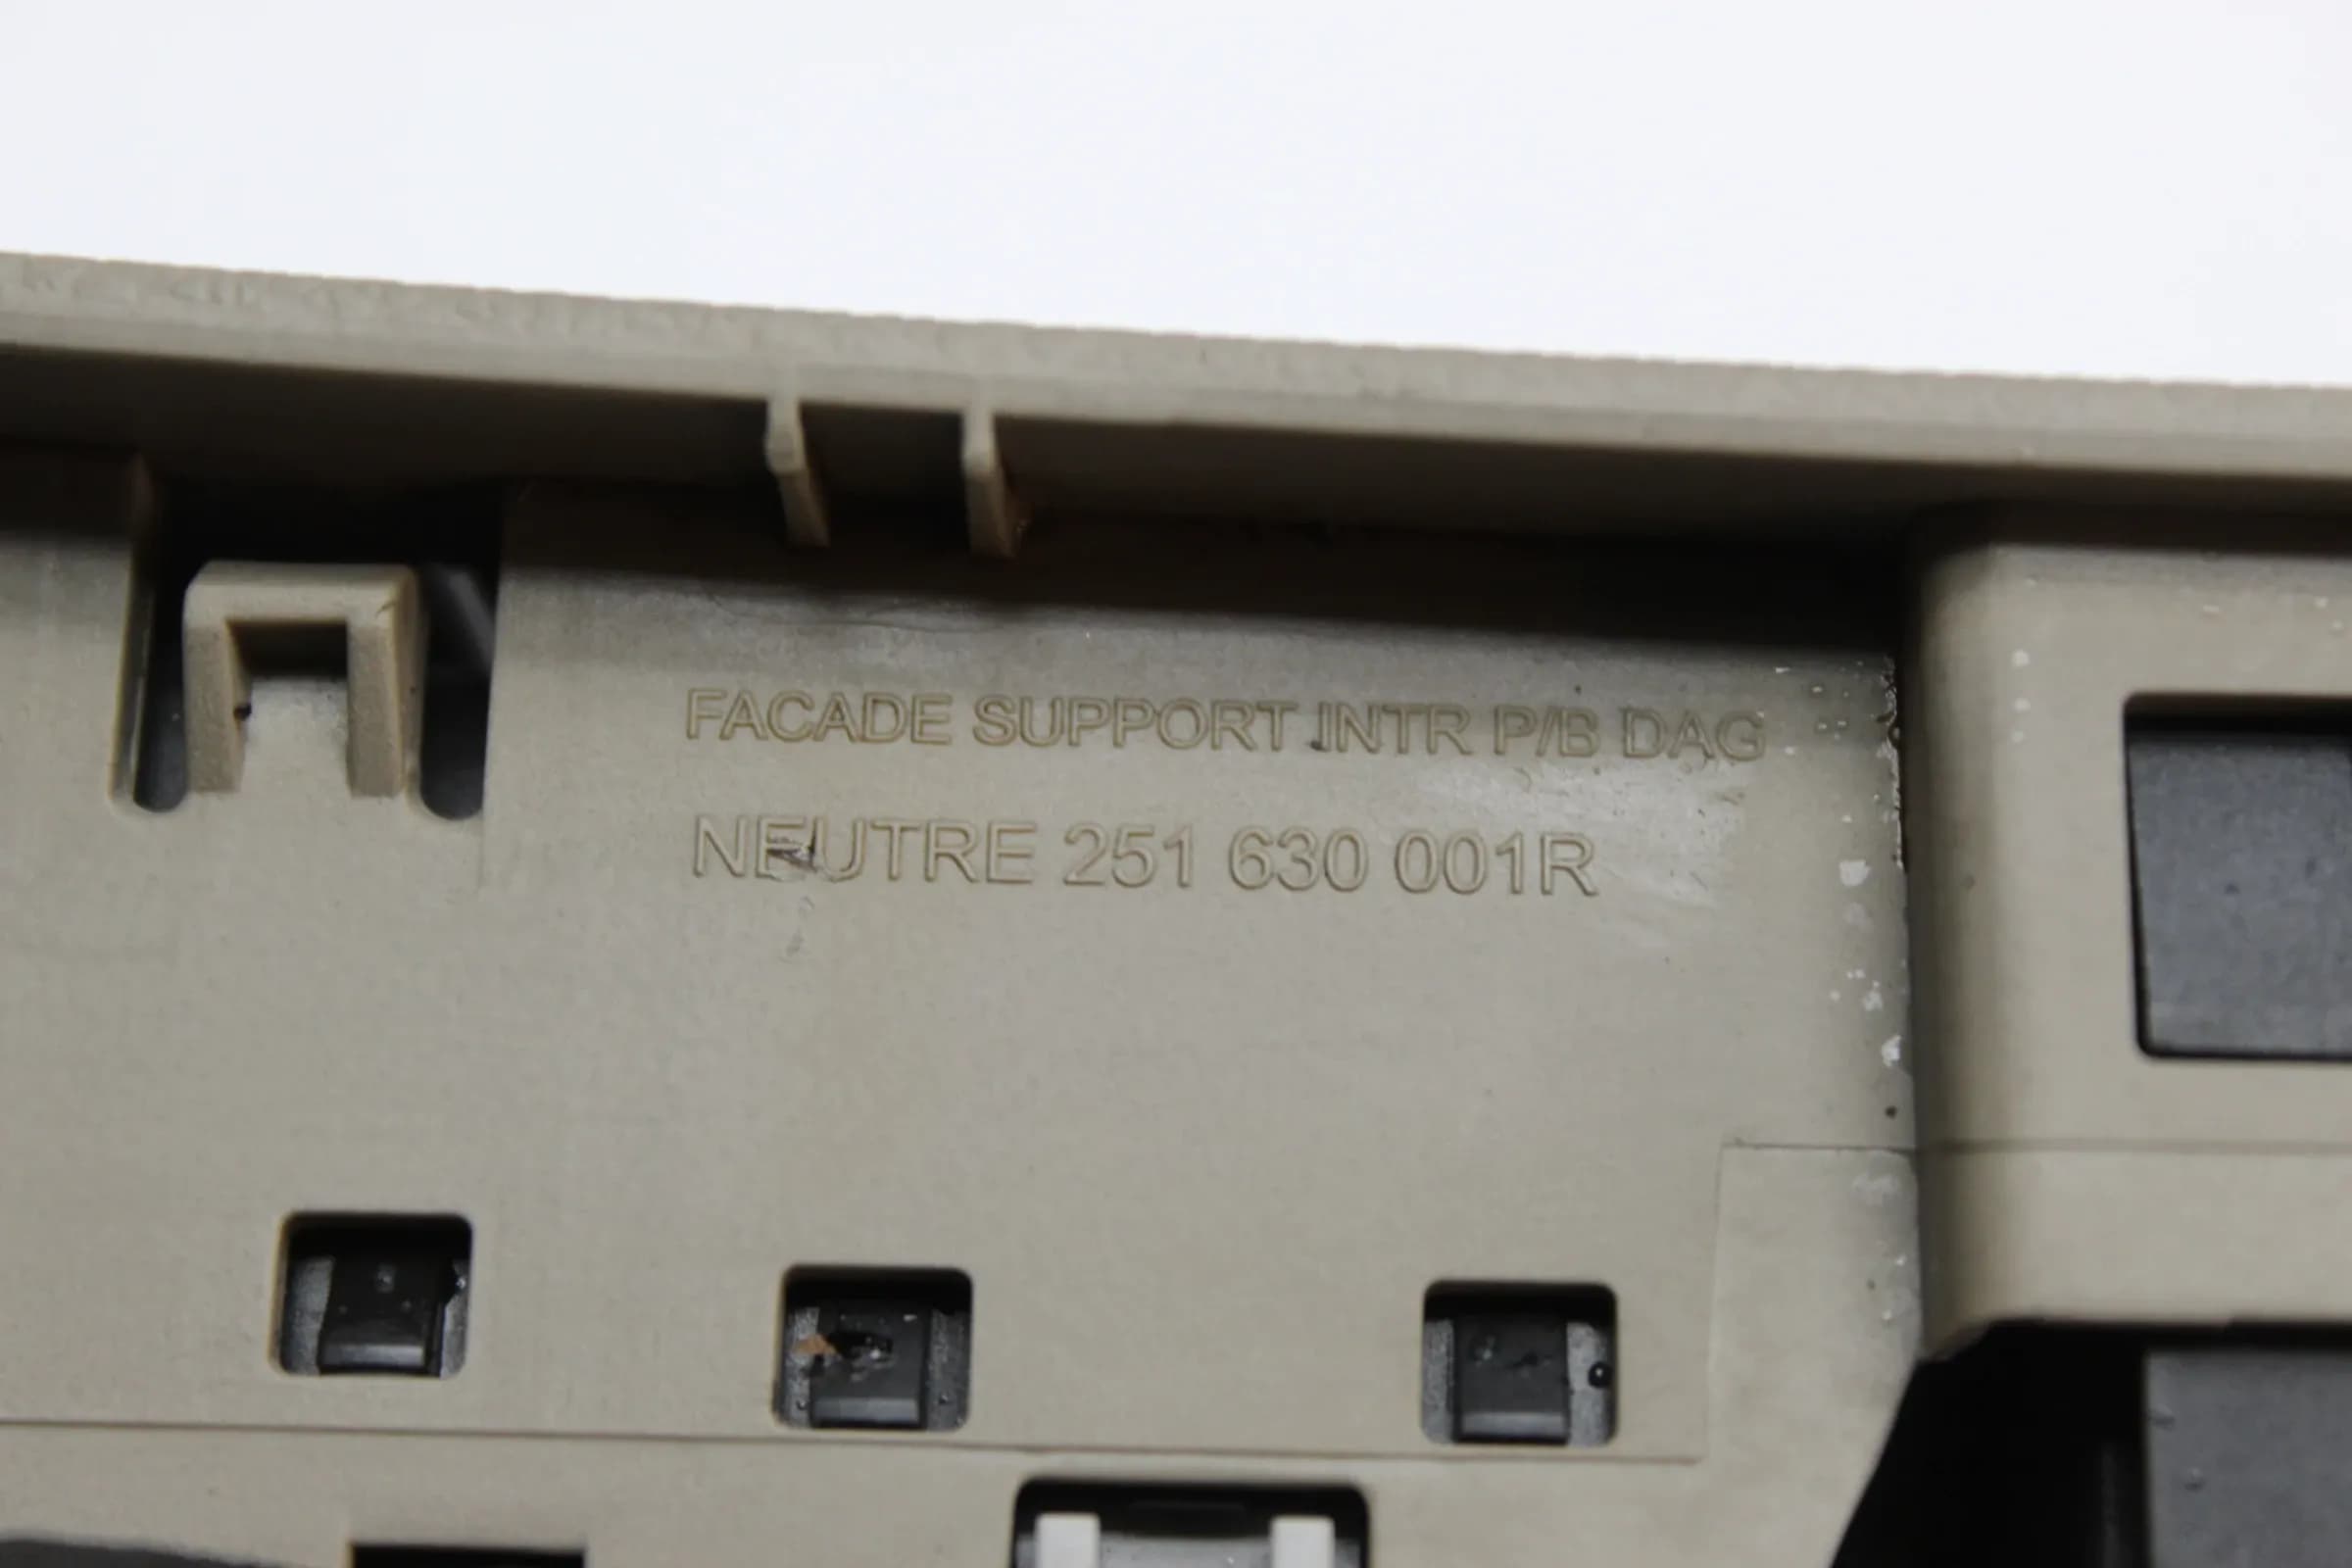 FACADE SUPPORT INTR P/B DAG
NEUTRE 251 630 001R